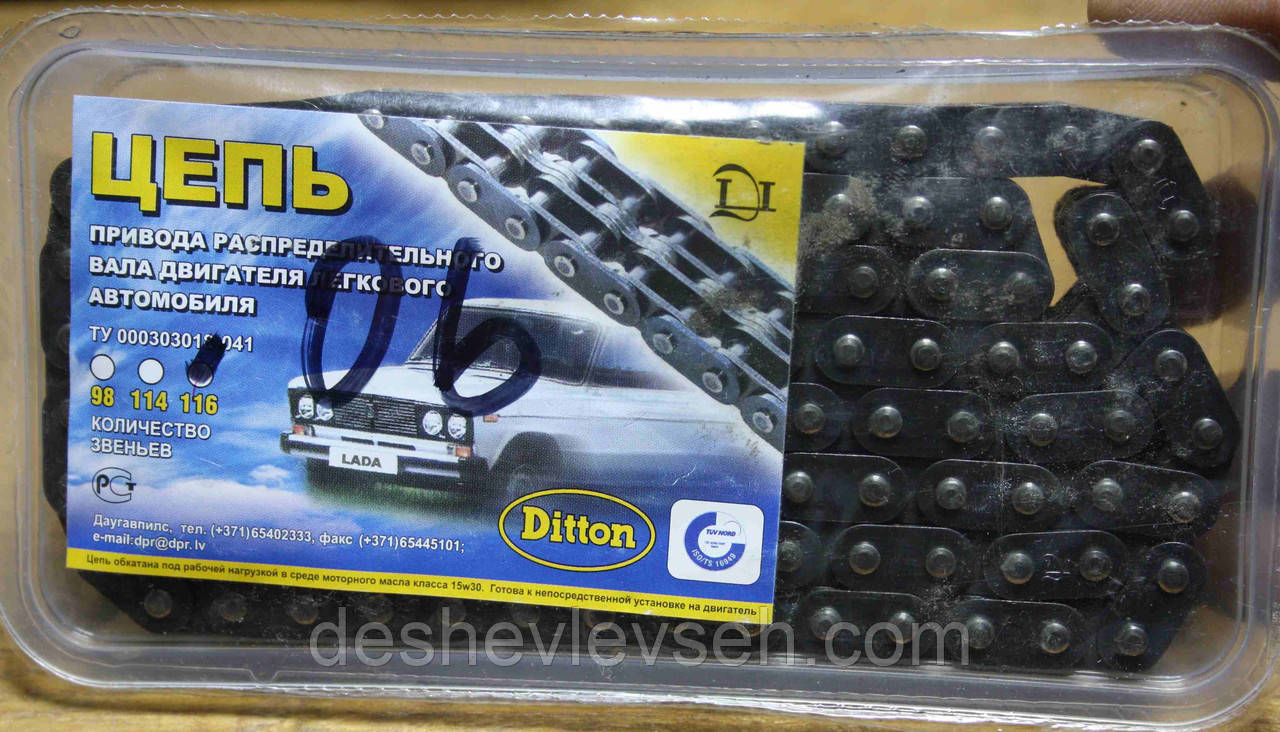 ЦЕПЬ
ПРИВОДА РАСПРЕДЕЛИТЕЛЬНОГО
ВАЛА ДВИГАТЕЛЯ ЛЕГКОВОГО
АВТОМОБИЛЯ
ТУ 000303018-041
98 114 116
КОЛИЧЕСТВО
ЗВЕНЬЕВ
06
LADA
РСТ
Ditton
TUV NORD
ISO/TS 16949
Даугавпилс, тел. (+371)65402333, факс (+371)65445101;
e-mail:dpr@dpr.lv
Цепь обкатана под рабочей нагрузкой в среде моторного масла класса 15w30. Готова к непосредственной установке на двигатель
deshevlevseh.com